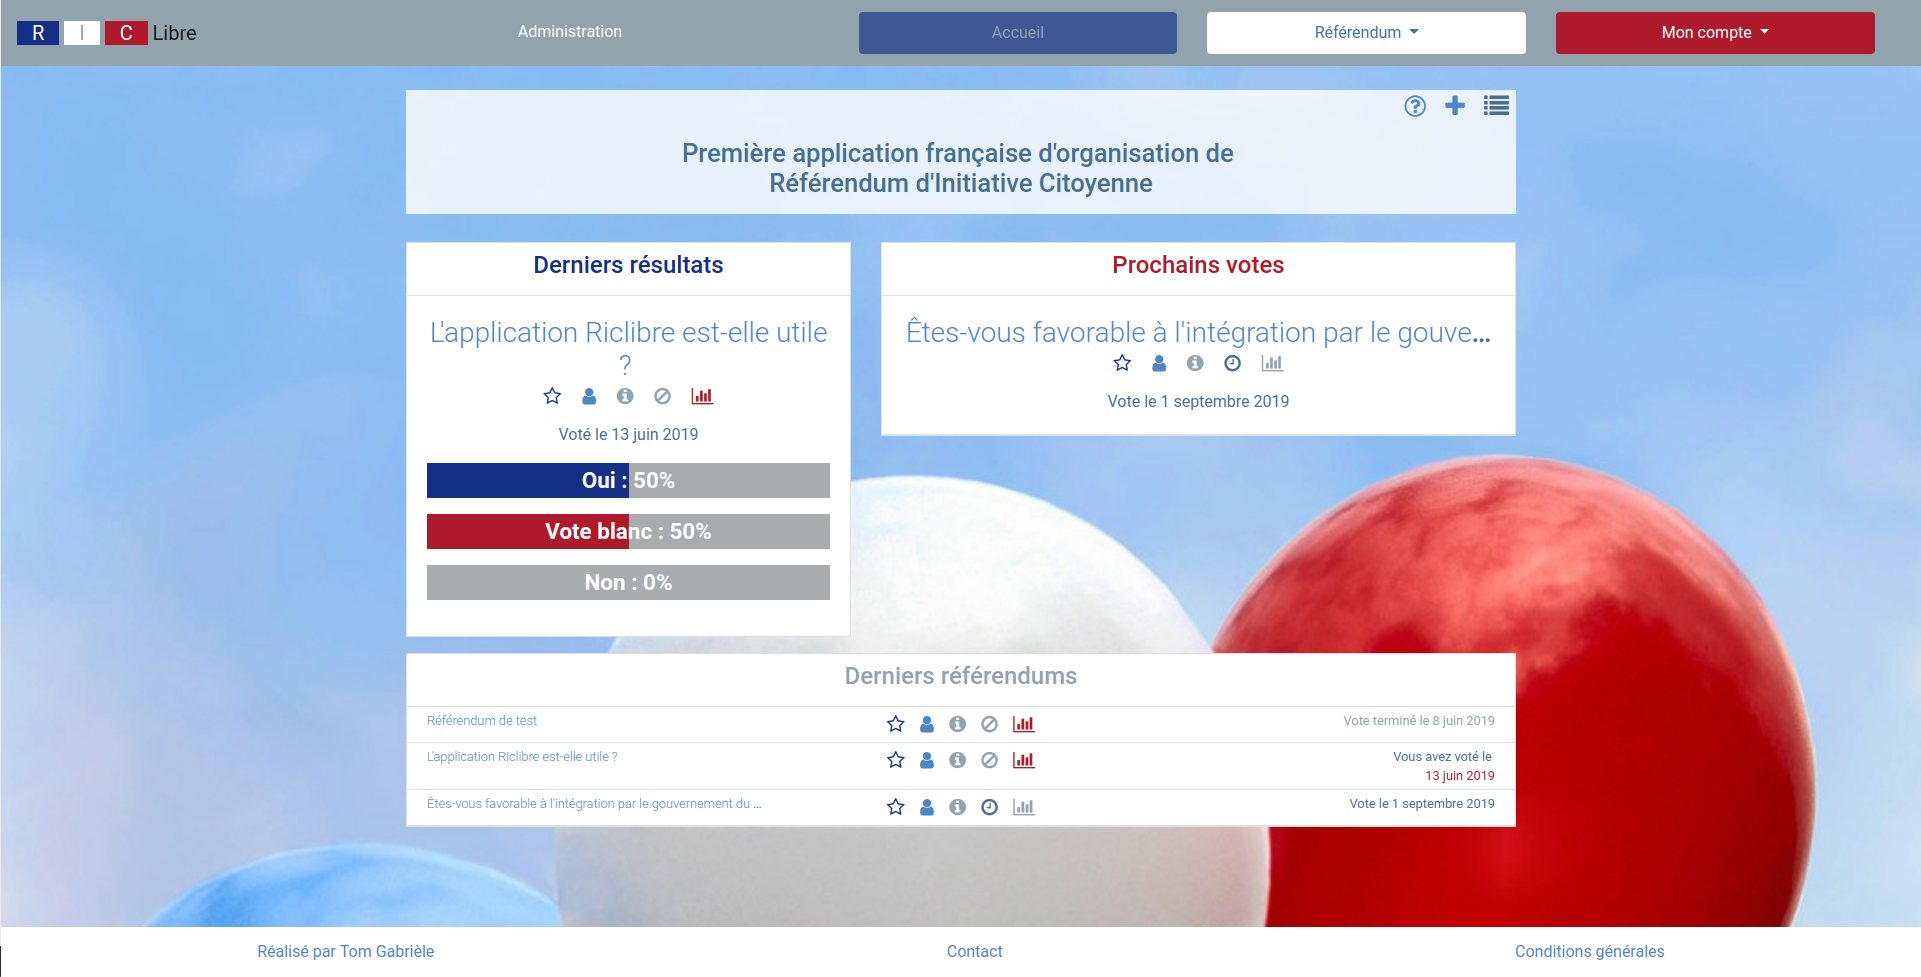 R I C Libre
Administration
Accueil
Référendum
Mon compte
Première application française d'organisation de
Référendum d'Initiative Citoyenne
Derniers résultats
L'application Riclibre est-elle utile
?
Voté le 13 juin 2019
Oui : 50%
Vote blanc : 50%
Non : 0%
Prochains votes
Êtes-vous favorable à l'intégration par le gouve...
Vote le 1 septembre 2019
Derniers référendums
Référendum de test
Vote terminé le 8 juin 2019
L'application Riclibre est-elle utile ?
Vous avez voté le
13 juin 2019
Êtes-vous favorable à l'intégration par le gouvernement du ...
Vote le 1 septembre 2019
Réalisé par Tom Gabrièle
Contact
Conditions générales